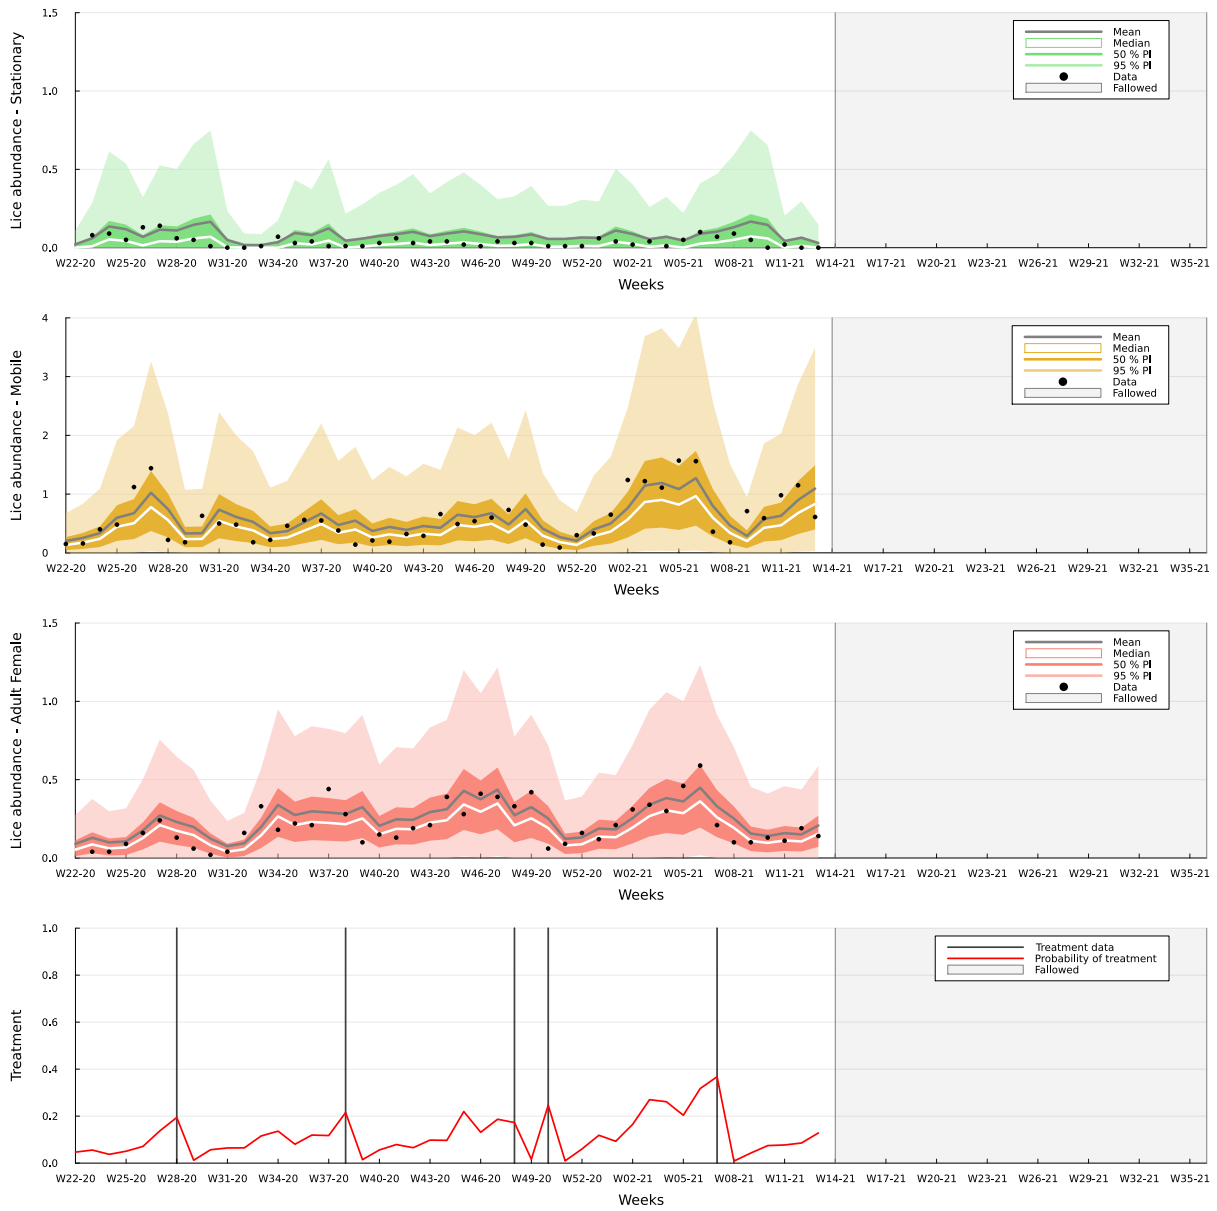 Lice abundance - Stationary
1.5
1.0
0.5
0.0
Mean
Median
50 % PI
95 % PI
Data
Fallowed
W22-20 W25-20 W28-20 W31-20 W34-20 W37-20 W40-20 W43-20 W46-20 W49-20 W52-20 W02-21 W05-21 W08-21 W11-21 W14-21 W17-21 W20-21 W23-21 W26-21 W29-21 W32-21 W35-21
Weeks
Lice abundance - Mobile
4
3
2
1
0
Mean
Median
50 % PI
95 % PI
Data
Fallowed
W22-20 W25-20 W28-20 W31-20 W34-20 W37-20 W40-20 W43-20 W46-20 W49-20 W52-20 W02-21 W05-21 W08-21 W11-21 W14-21 W17-21 W20-21 W23-21 W26-21 W29-21 W32-21 W35-21
Weeks
Lice abundance - Adult Female
1.5
1.0
0.5
0.0
Mean
Median
50 % PI
95 % PI
Data
Fallowed
W22-20 W25-20 W28-20 W31-20 W34-20 W37-20 W40-20 W43-20 W46-20 W49-20 W52-20 W02-21 W05-21 W08-21 W11-21 W14-21 W17-21 W20-21 W23-21 W26-21 W29-21 W32-21 W35-21
Weeks
Treatment
1.0
0.8
0.6
0.4
0.2
0.0
Treatment data
Probability of treatment
Fallowed
W22-20 W25-20 W28-20 W31-20 W34-20 W37-20 W40-20 W43-20 W46-20 W49-20 W52-20 W02-21 W05-21 W08-21 W11-21 W14-21 W17-21 W20-21 W23-21 W26-21 W29-21 W32-21 W35-21
Weeks